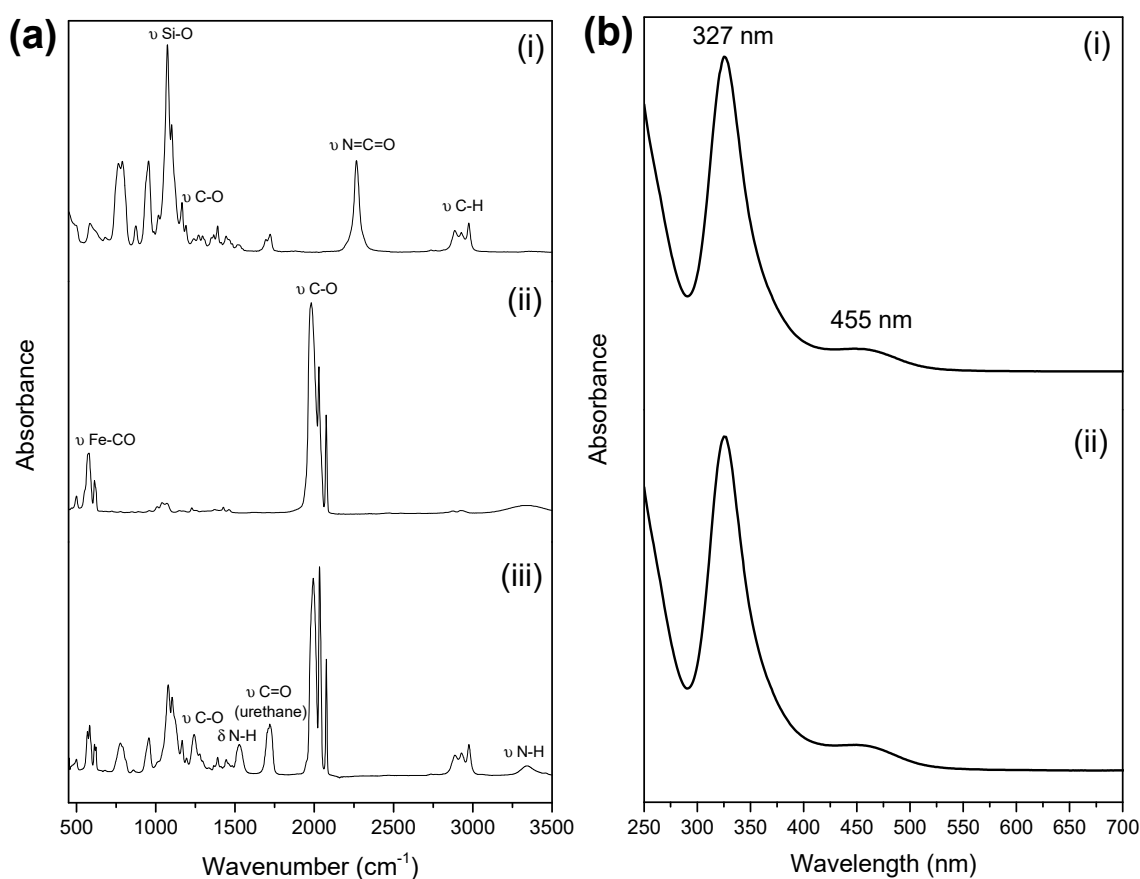 (a)
υ Si-O
(i)
υ N=C=O
υ C-O
υ C-H
υ C-O
(ii)
υ Fe-CO
(iii)
υ C=O
(urethane)
υ C-O
δ N-H
υ N-H
Absorbance
500 1000 1500 2000 2500 3000 3500
Wavenumber (cm⁻¹)
(b)
327 nm
(i)
455 nm
(ii)
Absorbance
250 300 350 400 450 500 550 600 650 700
Wavelength (nm)